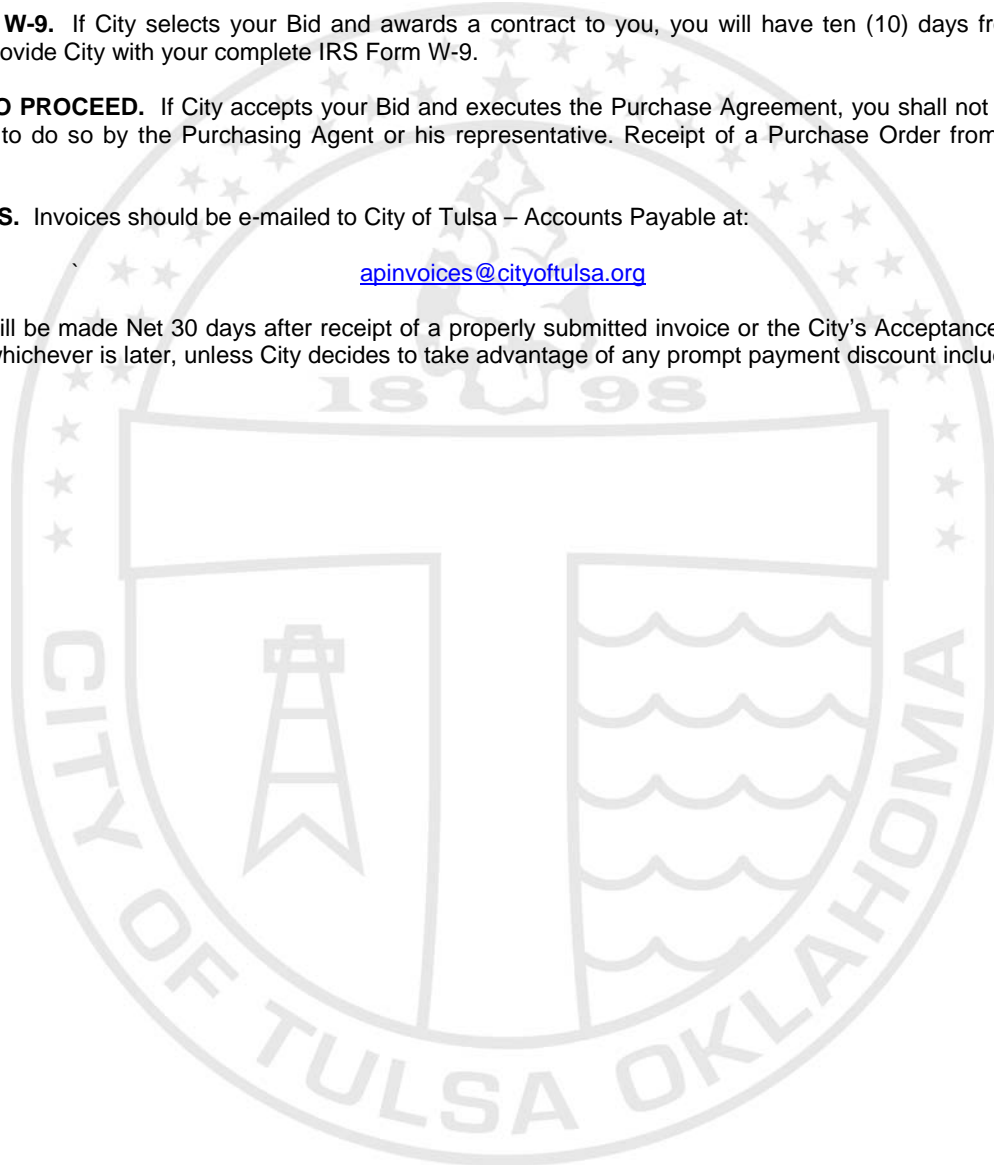 W-9. If City selects your Bid and awards a contract to you, you will have ten (10) days fr
ovide City with your complete IRS Form W-9.
O PROCEED. If City accepts your Bid and executes the Purchase Agreement, you shall not
to do so by the Purchasing Agent or his representative. Receipt of a Purchase Order from
S. Invoices should be e-mailed to City of Tulsa – Accounts Payable at:
` apinvoices@cityoftulsa.org
ill be made Net 30 days after receipt of a properly submitted invoice or the City’s Acceptance
whichever is later, unless City decides to take advantage of any prompt payment discount inclu
18 98
CITY OF TULSA OKLAHOMA